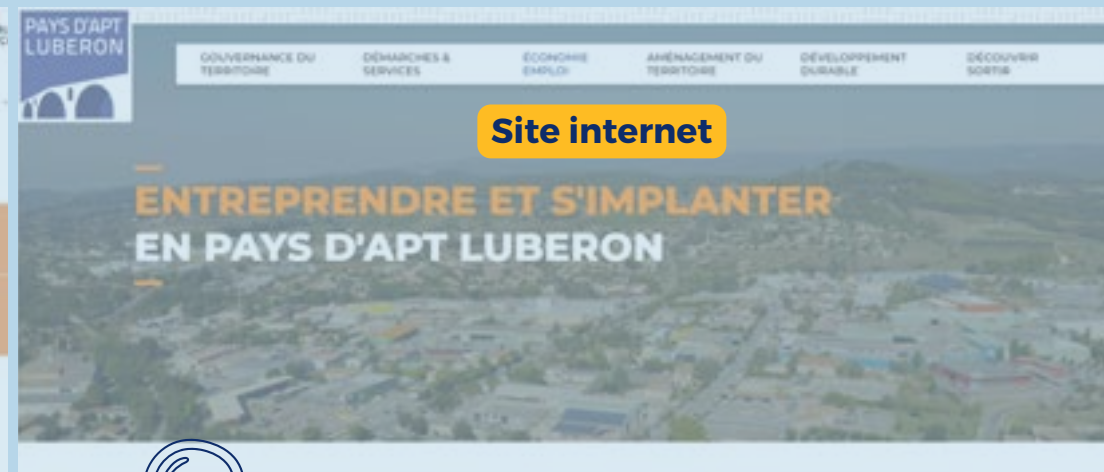 PAYS D'APT
LUBERON
GOUVERNANCE DU
TERRITOIRE
DÉMARCHES &
SERVICES
ÉCONOMIE
EMPLOI
AMÉNAGEMENT DU
TERRITOIRE
DÉVELOPPEMENT
DURABLE
DÉCOUVRIR
SORTIR
Site internet
ENTREPRENDRE ET S'IMPLANTER
EN PAYS D'APT LUBERON